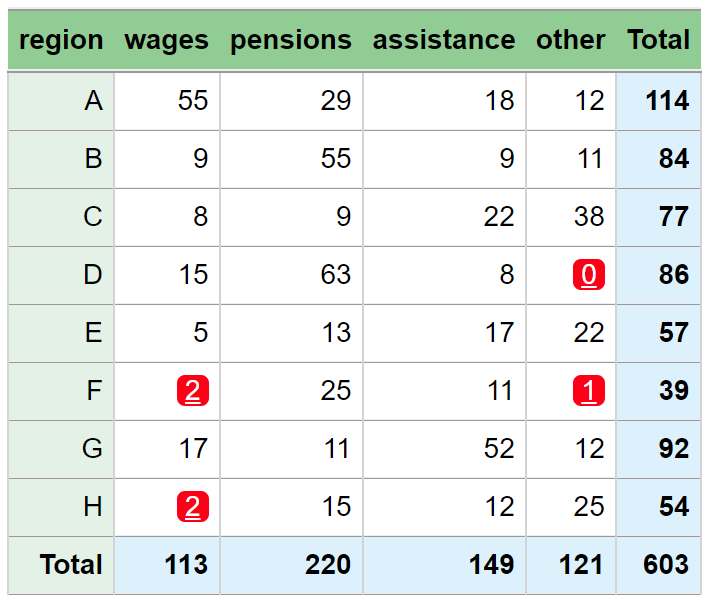 region wages pensions assistance other Total
A 55 29 18 12 114
B 9 55 9 11 84
C 8 9 22 38 77
D 15 63 8 0 86
E 5 13 17 22 57
F 2 25 11 1 39
G 17 11 52 12 92
H 2 15 12 25 54
Total 113 220 149 121 603